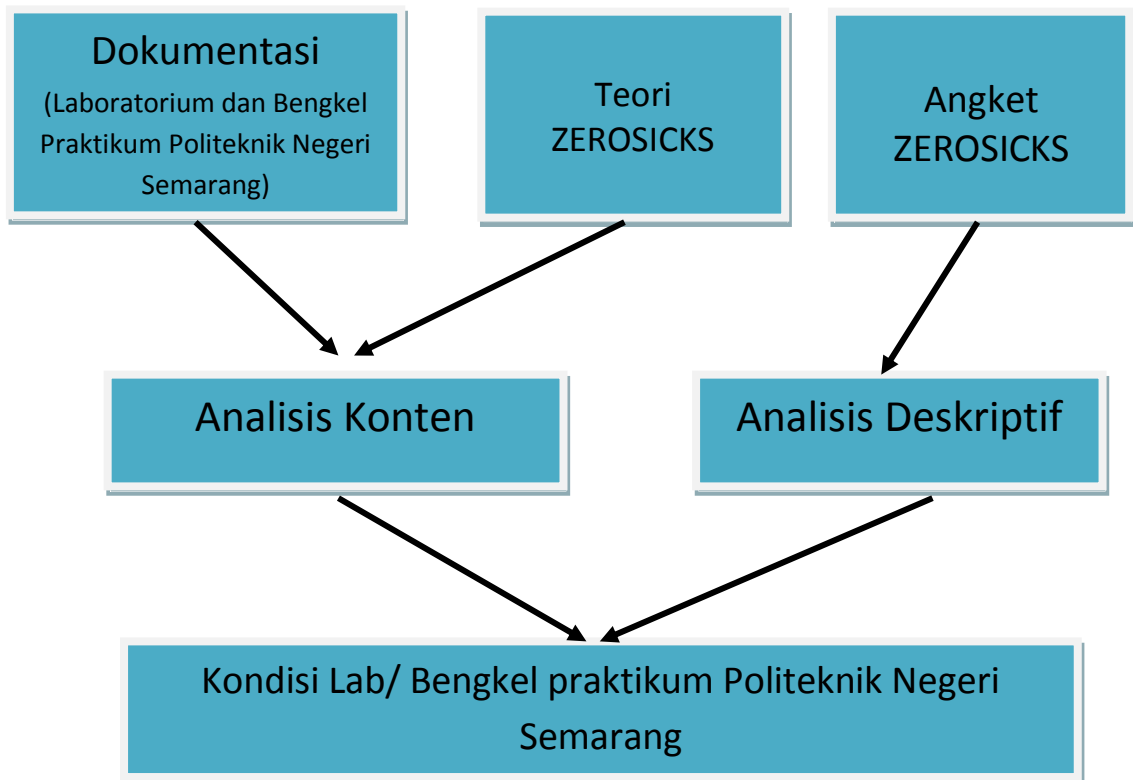 Dokumentasi
(Laboratorium dan Bengkel
Praktikum Politeknik Negeri
Semarang)
Teori
ZEROSICKS
Angket
ZEROSICKS
Analisis Konten
Analisis Deskriptif
Kondisi Lab/ Bengkel praktikum Politeknik Negeri
Semarang